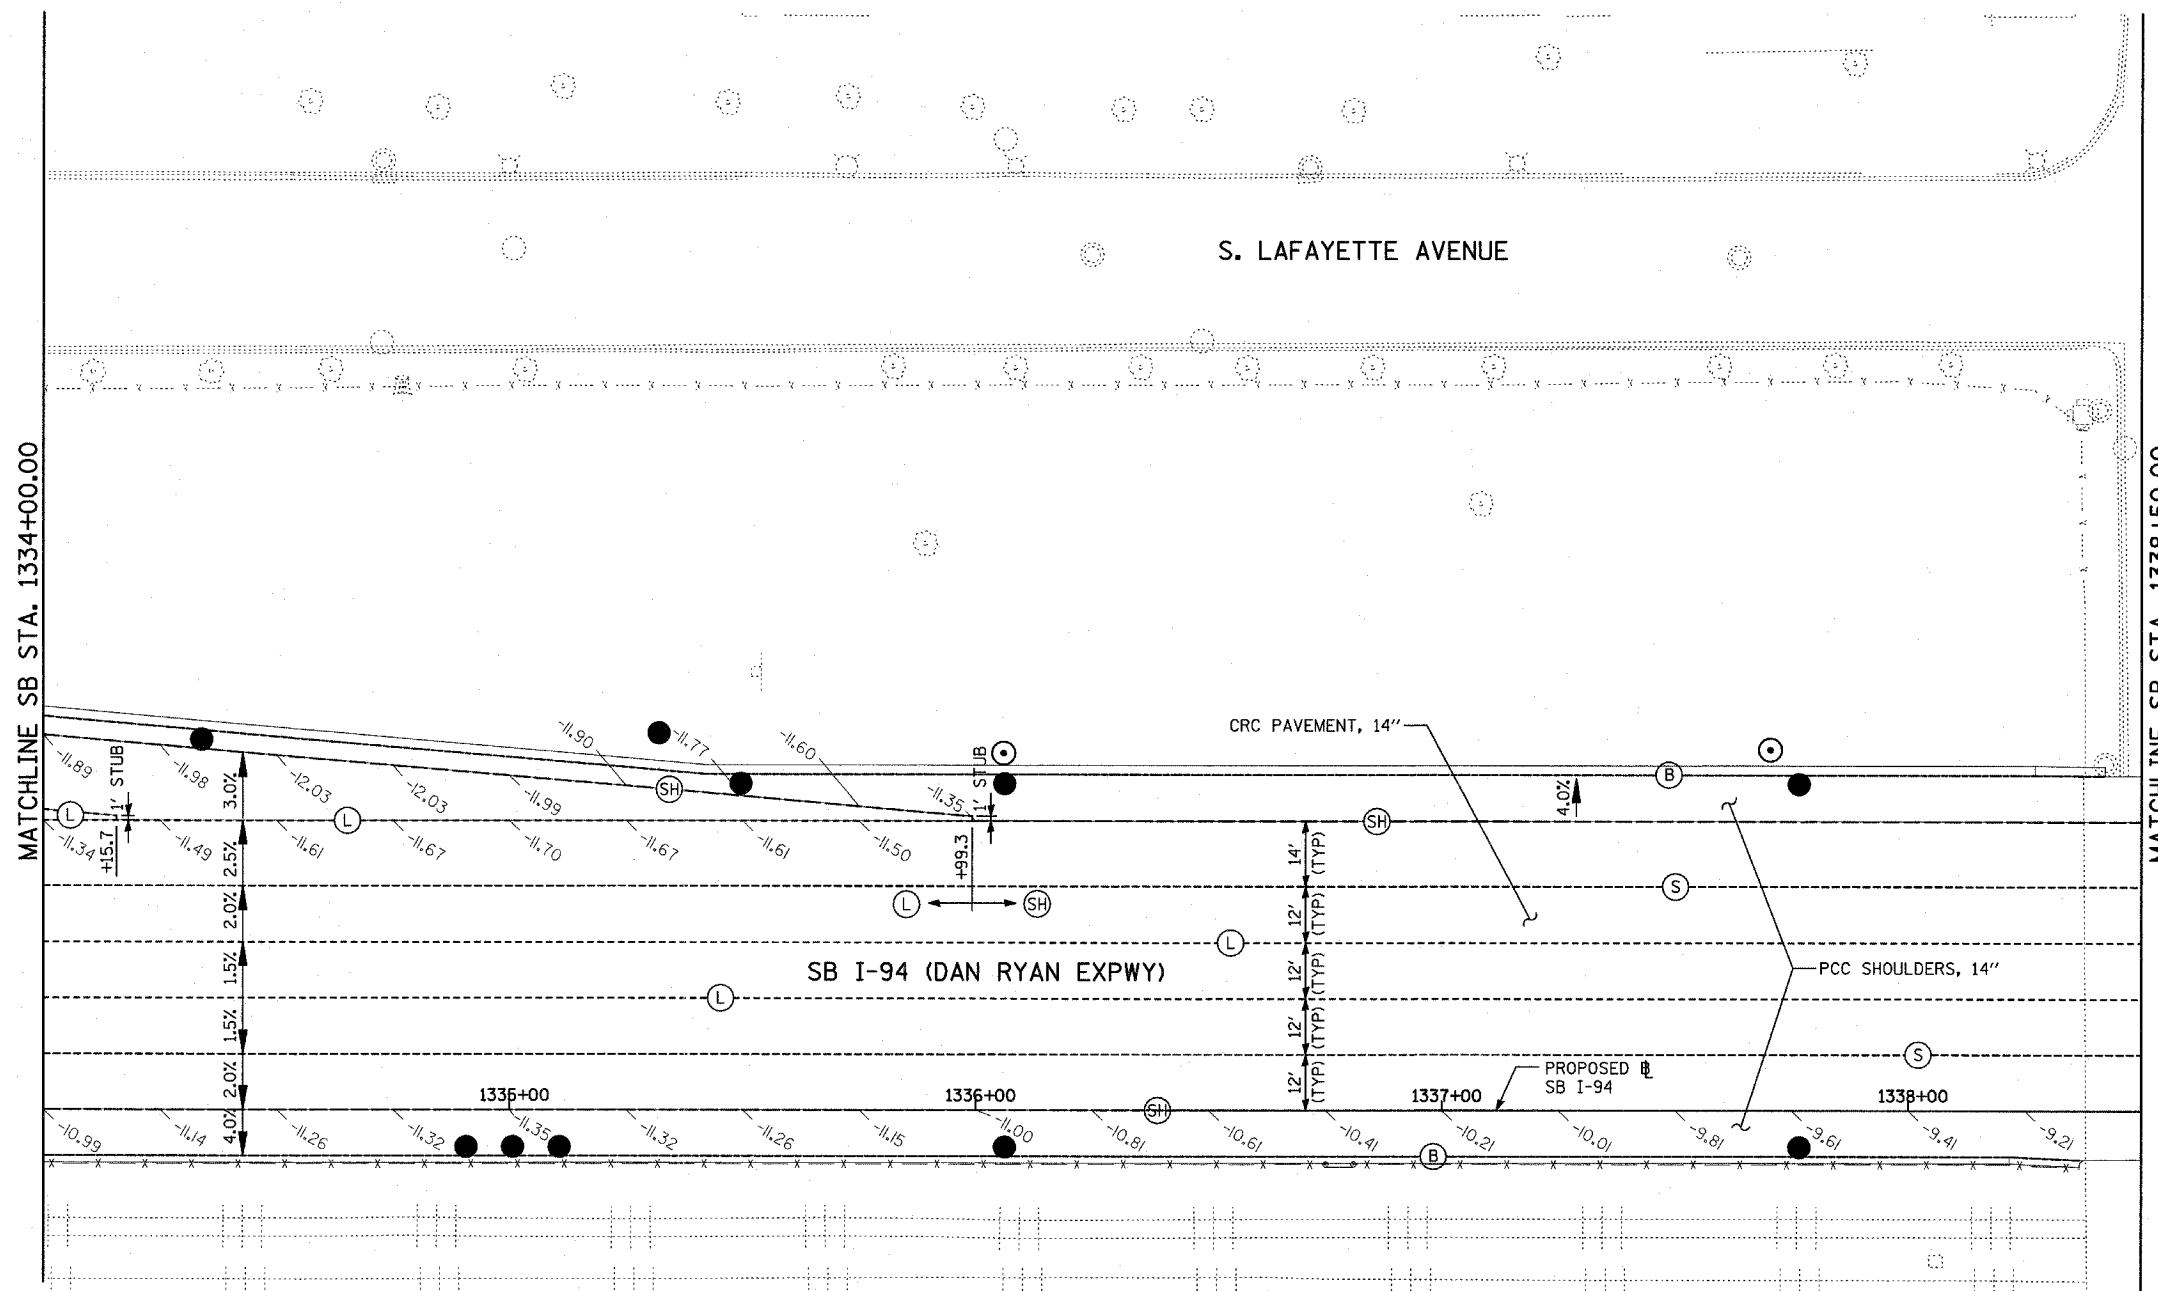 S. LAFAYETTE AVENUE
MATCHLINE SB STA. 1334+00.00
CRC PAVEMENT, 14"
-11.90
-11.77
-11.60
-11.89
-11.98
-12.03
-12.03
-11.99
-11.35
1' STUB
1' STUB
3.0%
4.0%
SH
B
L
L
SH
-11.34
+15.7
-11.49
-11.61
-11.67
-11.70
-11.67
-11.61
-11.50
+99.3
2.5%
14'
(TYP)
S
2.0%
L
SH
12'
(TYP)
L
SB I-94 (DAN RYAN EXPWY)
1.5%
12'
(TYP)
PCC SHOULDERS, 14"
L
1.5%
12'
(TYP)
S
2.0%
12'
(TYP)
PROPOSED
SB I-94
1335+00
1336+00
1337+00
1338+00
SH
4.0%
-10.99
-11.14
-11.26
-11.32
-11.35
-11.32
-11.26
-11.15
-11.00
-10.81
-10.61
-10.41
-10.21
-10.01
-9.81
-9.61
-9.41
-9.21
B